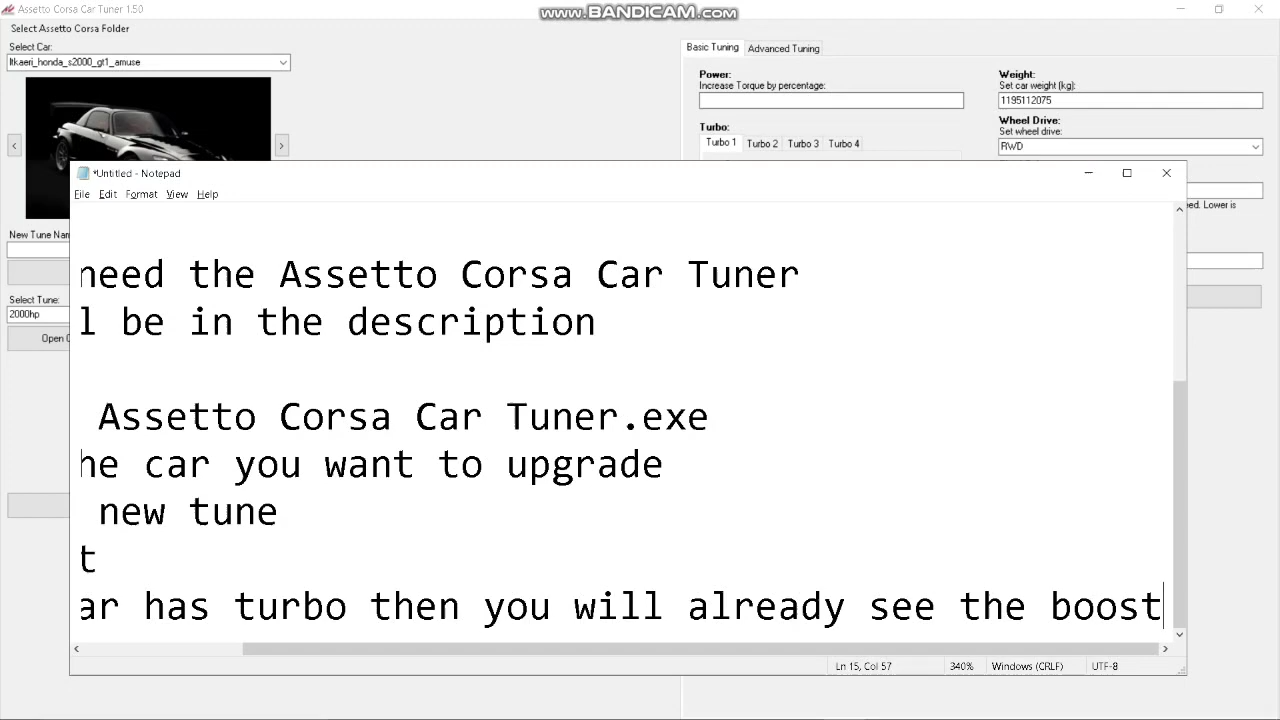 Assetto Corsa Car Tuner 1.50
www.BANDICAM.com
Select Assetto Corsa Folder
Select Car:
ltkaeri_honda_s2000_gt1_amuse
<
>
New Tune Nam
Select Tune:
2000hp
Open C
Basic Tuning
Advanced Tuning
Power:
Increase Torque by percentage:
Turbo:
Turbo 1
Turbo 2
Turbo 3
Turbo 4
Weight:
Set car weight (kg):
1195112075
Wheel Drive:
Set wheel drive:
RWD
ed. Lower is
*Untitled - Notepad
File Edit Format View Help
need the Assetto Corsa Car Tuner
l be in the description
Assetto Corsa Car Tuner.exe
he car you want to upgrade
new tune
t
ar has turbo then you will already see the boost
Ln 15, Col 57
340%
Windows (CRLF)
UTF-8